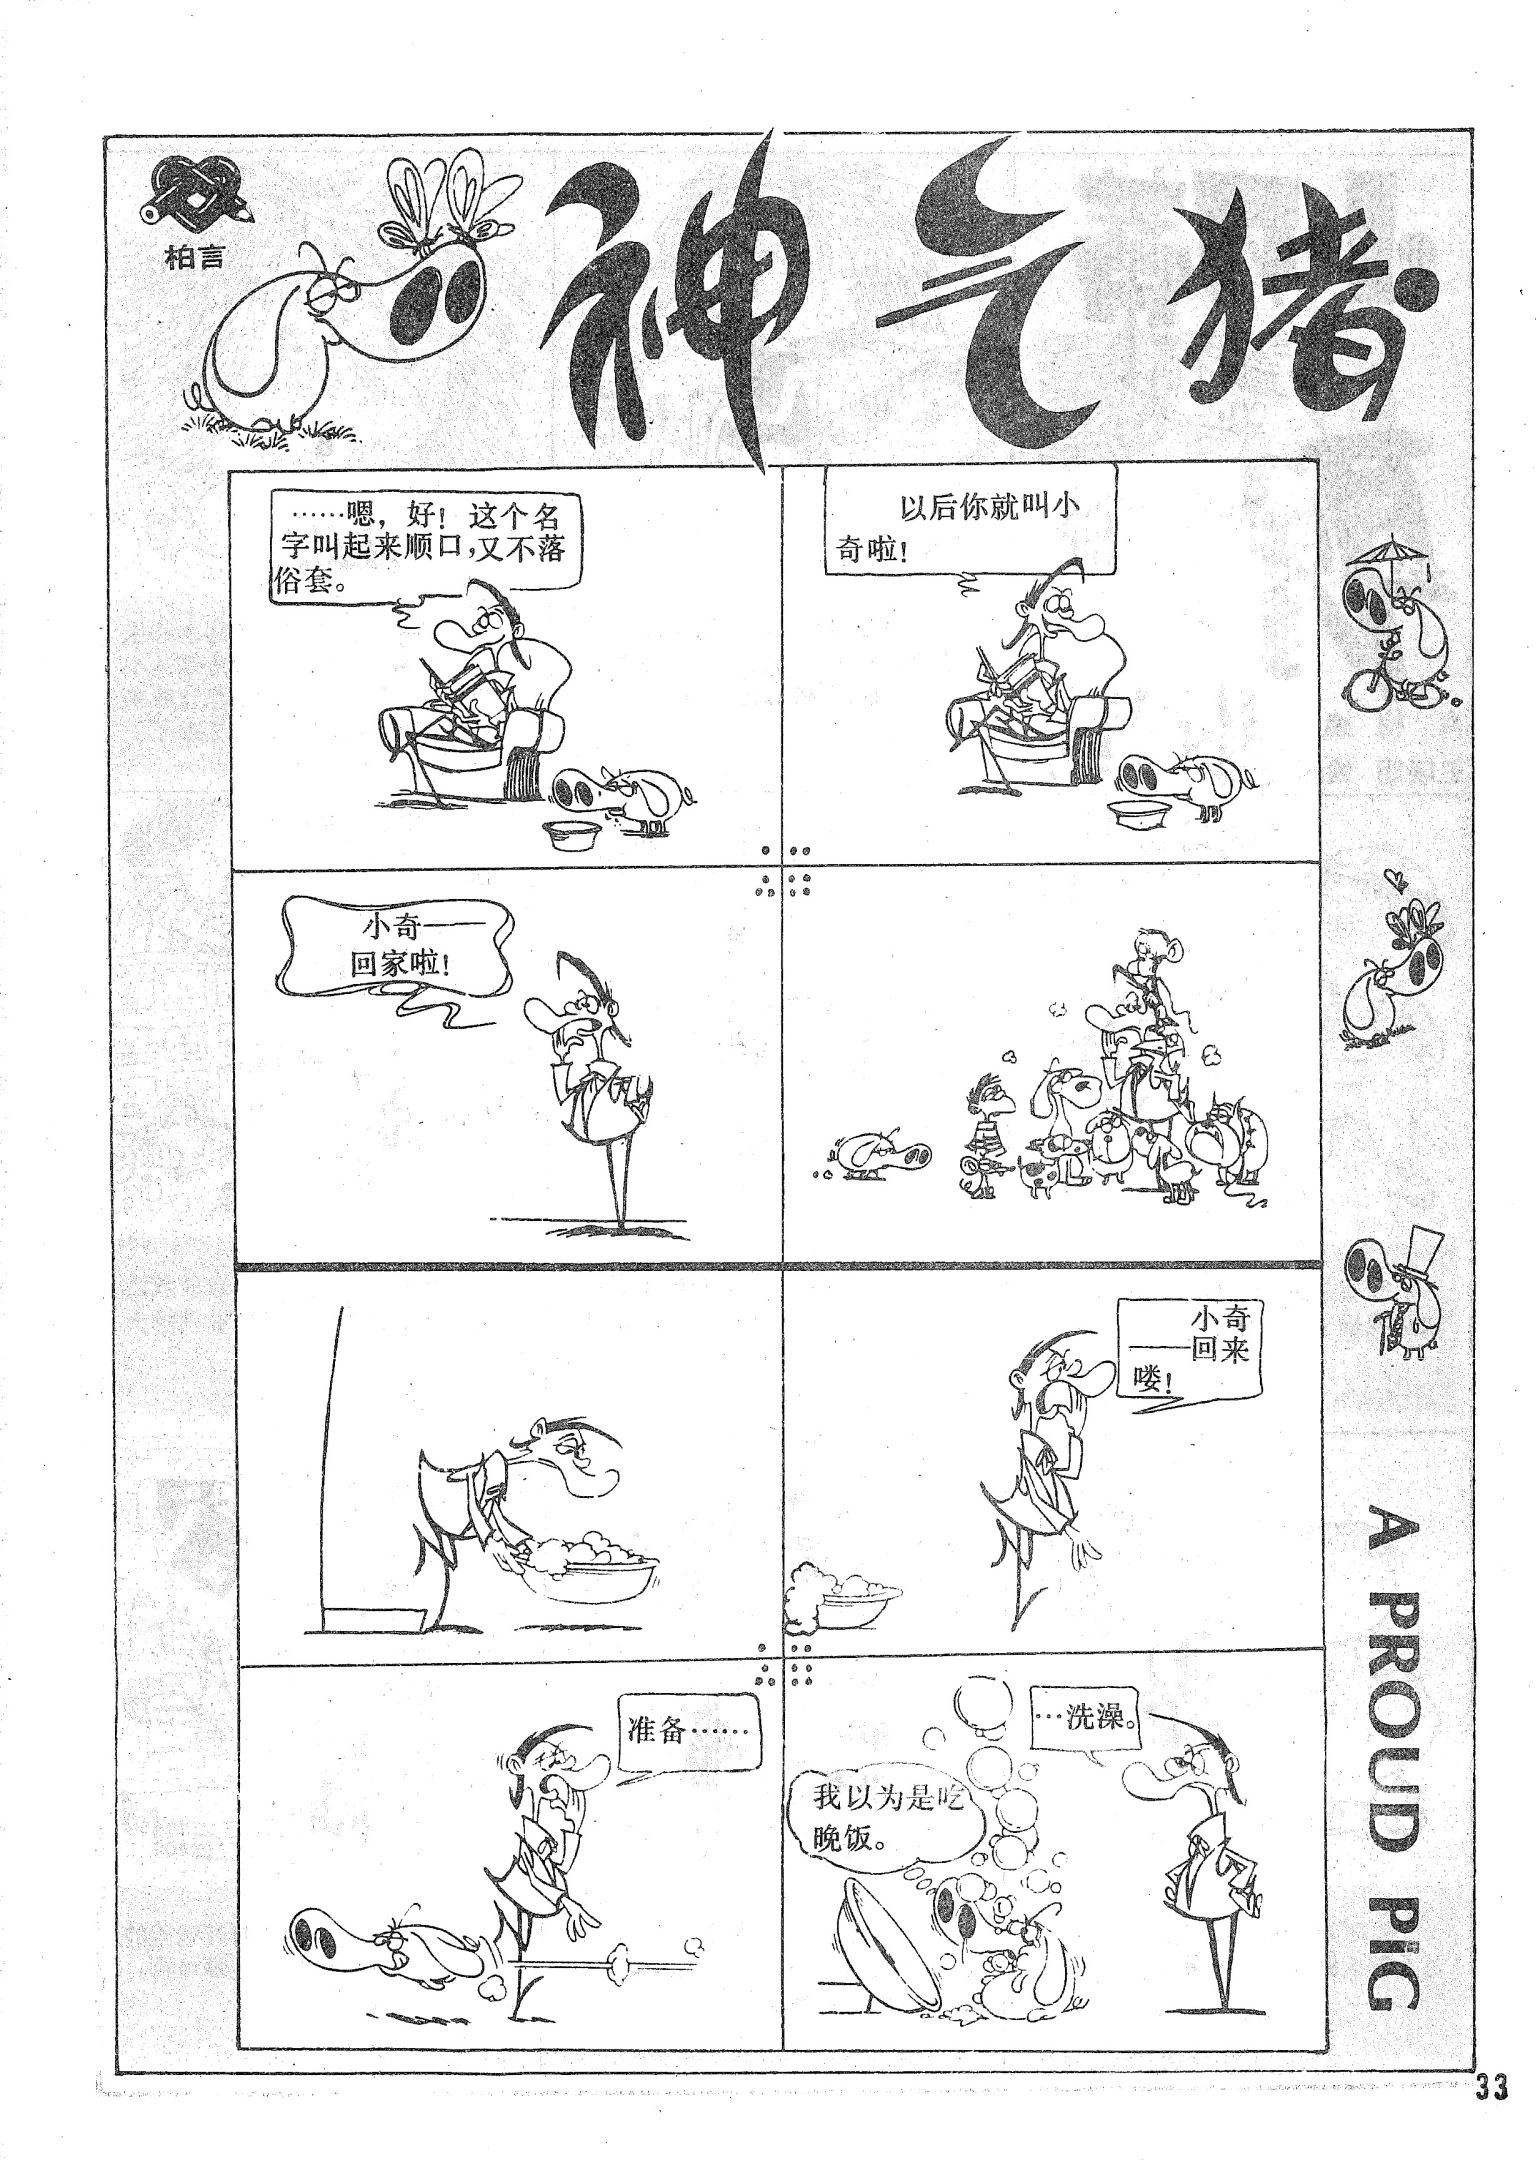 柏言
神气猪
……嗯，好！这个名
字叫起来顺口，又不落
俗套。
以后你就叫小
奇啦！
小奇——
回家啦！
小奇
——回来
喽！
准备……
…洗澡。
我以为是吃
晚饭。
A PROUD PiG
33